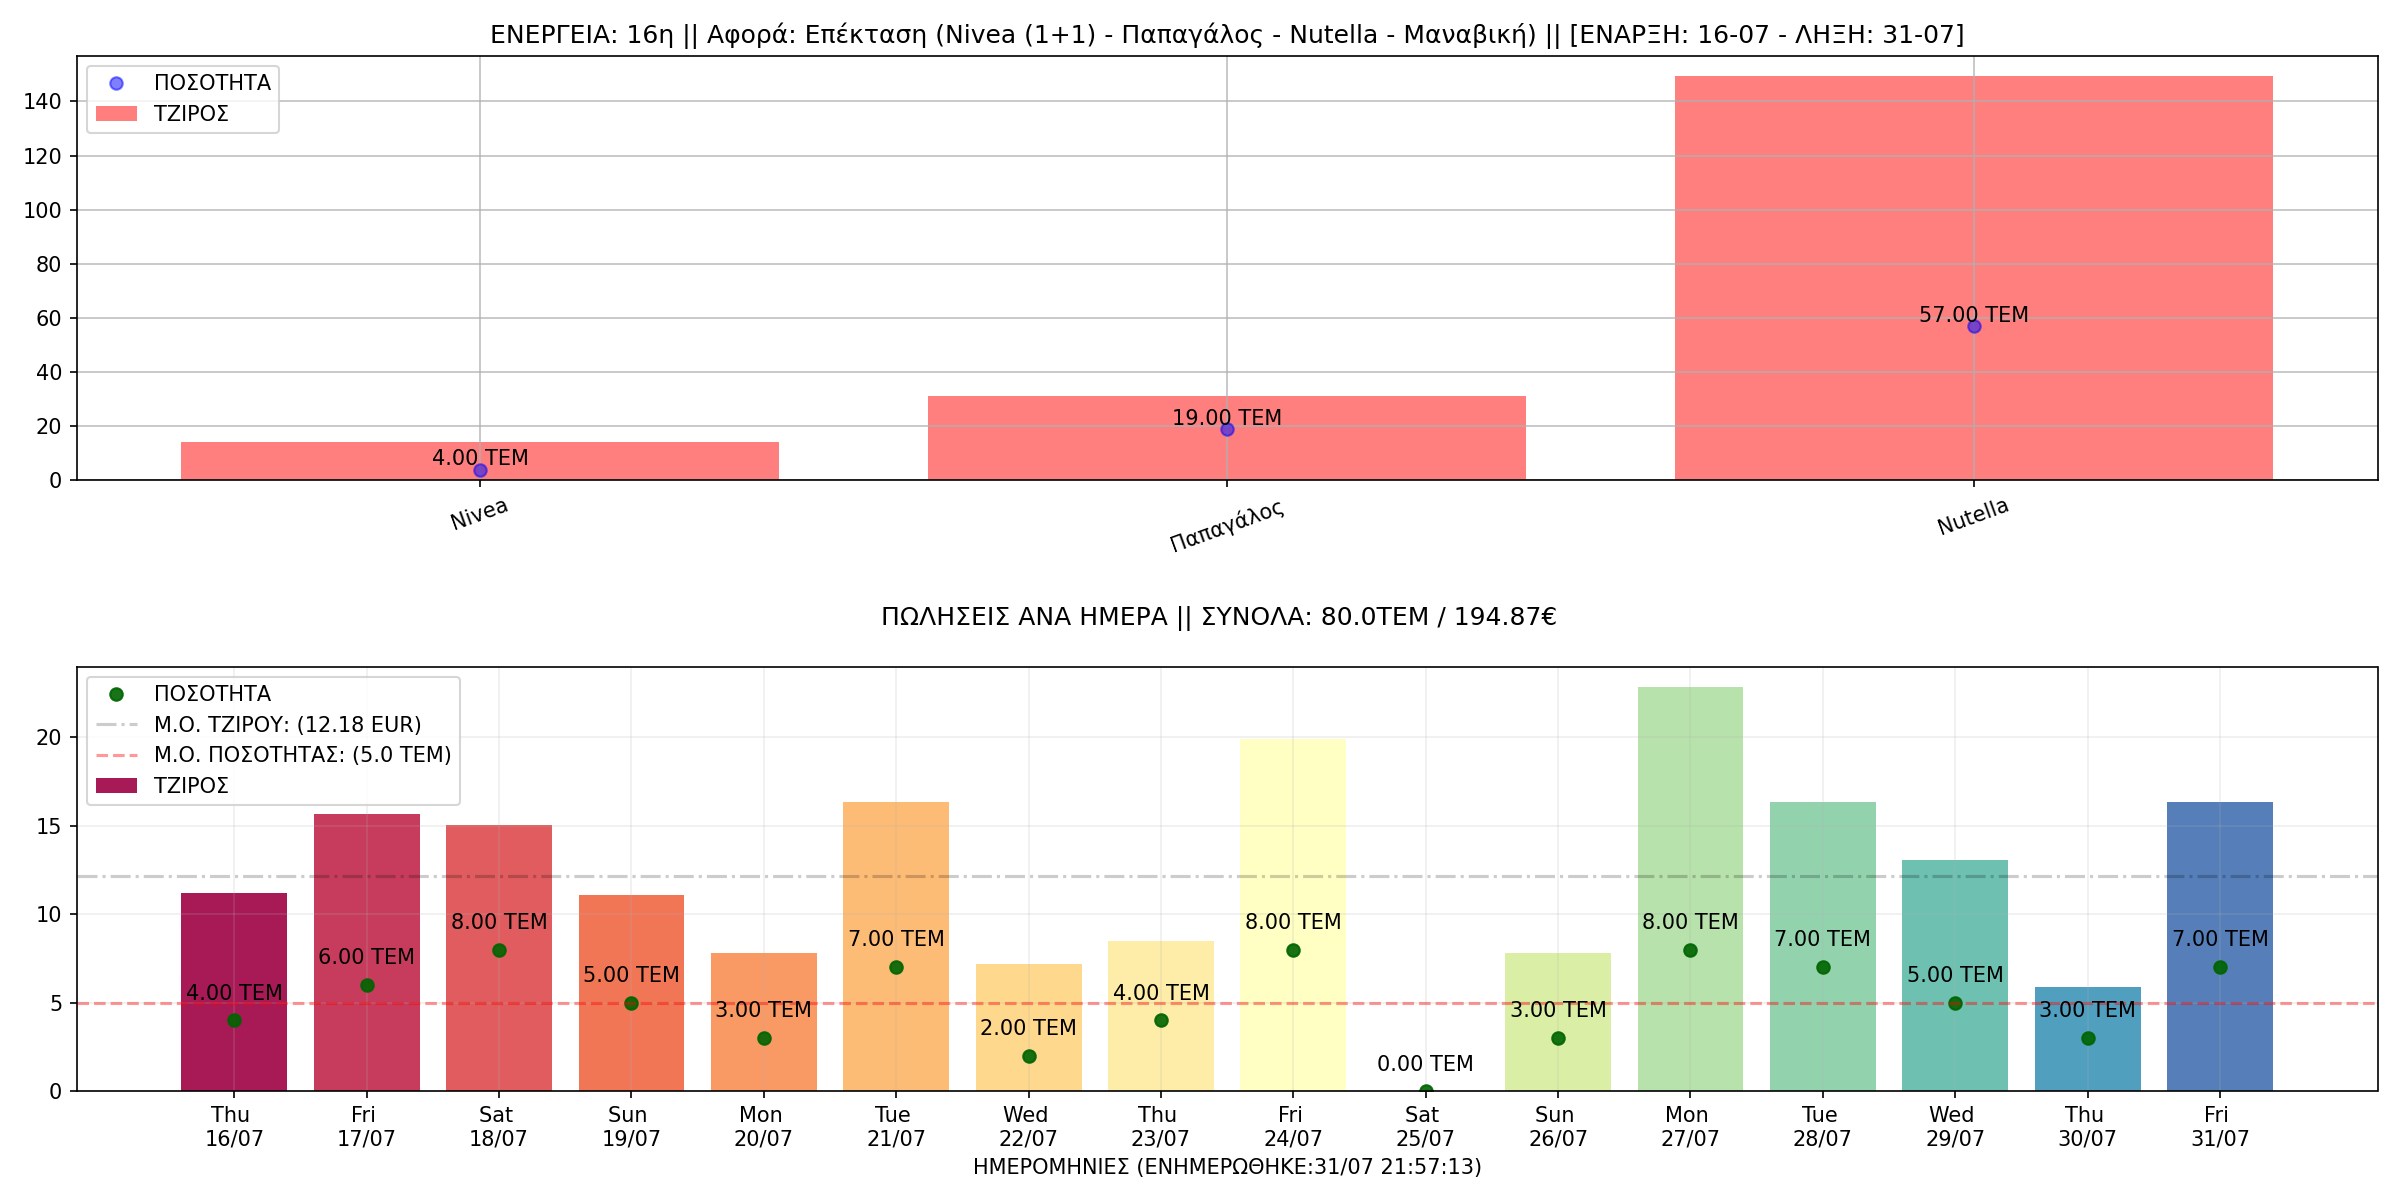 ΕΝΕΡΓΕΙΑ: 16η || Αφορά: Επέκταση (Nivea (1+1) - Παπαγάλος - Nutella - Μαναβική) || [ΕΝΑΡΞΗ: 16-07 - ΛΗΞΗ: 31-07]
ΠΟΣΟΤΗΤΑ
ΤΖΙΡΟΣ
140
120
100
80
60
40
20
0
4.00 TEM
19.00 TEM
57.00 TEM
Nivea
Παπαγάλος
Nutella
ΠΩΛΗΣΕΙΣ ΑΝΑ ΗΜΕΡΑ || ΣΥΝΟΛΑ: 80.0ΤΕΜ / 194.87€
ΠΟΣΟΤΗΤΑ
Μ.Ο. ΤΖΙΡΟΥ: (12.18 EUR)
Μ.Ο. ΠΟΣΟΤΗΤΑΣ: (5.0 ΤΕΜ)
ΤΖΙΡΟΣ
20
15
10
5
0
4.00 TEM
6.00 TEM
8.00 TEM
5.00 TEM
3.00 TEM
7.00 TEM
2.00 TEM
4.00 TEM
8.00 TEM
0.00 TEM
3.00 TEM
8.00 TEM
7.00 TEM
5.00 TEM
3.00 TEM
7.00 TEM
Thu Fri Sat Sun Mon Tue Wed Thu Fri Sat Sun Mon Tue Wed Thu Fri
16/07 17/07 18/07 19/07 20/07 21/07 22/07 23/07 24/07 25/07 26/07 27/07 28/07 29/07 30/07 31/07
ΗΜΕΡΟΜΗΝΙΕΣ (ΕΝΗΜΕΡΩΘΗΚΕ:31/07 21:57:13)